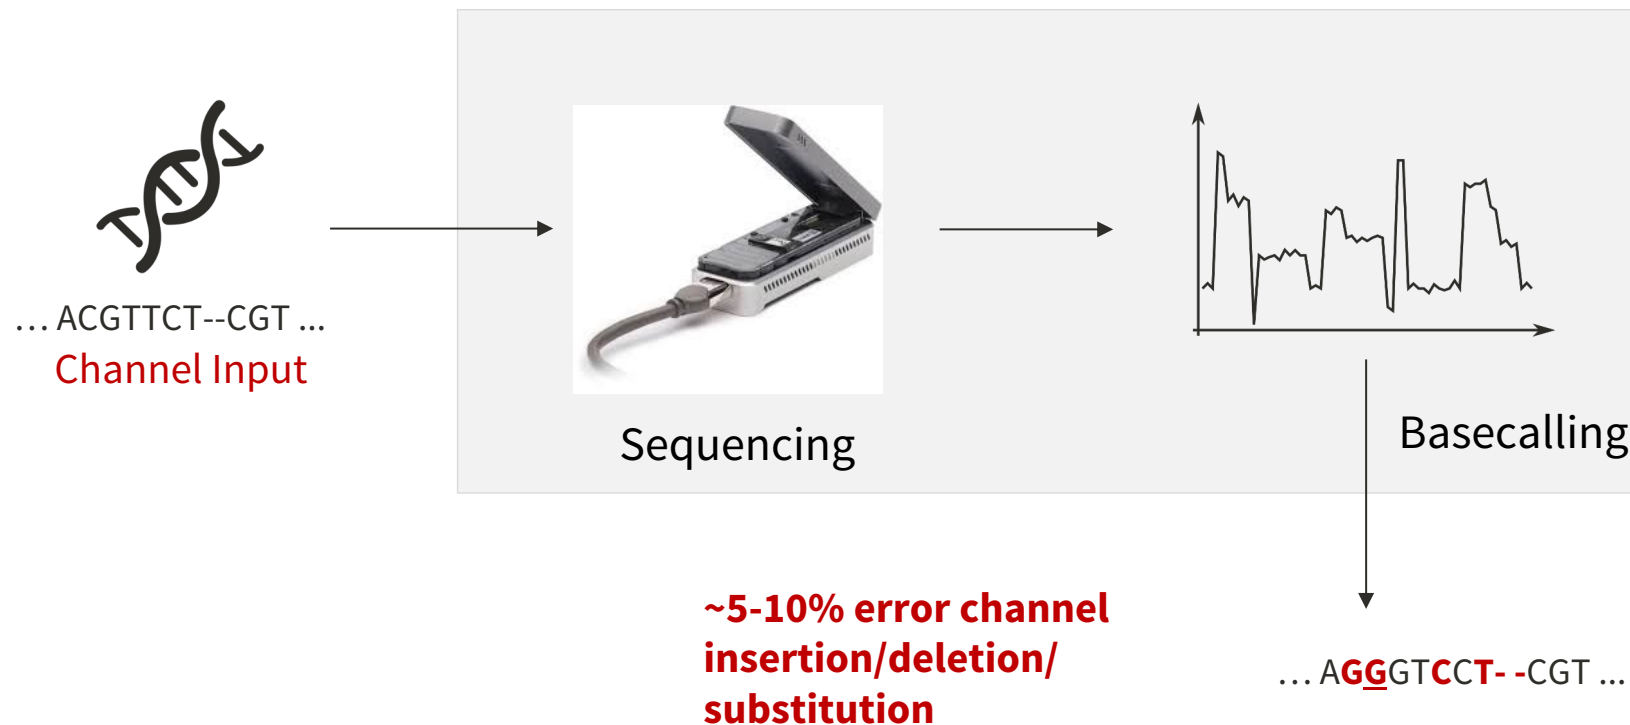 … ACGTTCT--CGT ...
Channel Input
Sequencing
Basecalling
~5-10% error channel
insertion/deletion/
substitution
… AGGGTCCT- -CGT ...